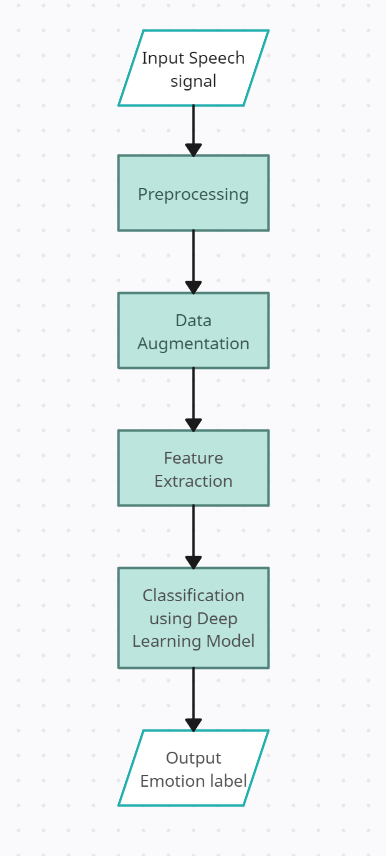 Input Speech
signal
Preprocessing
Data
Augmentation
Feature
Extraction
Classification
using Deep
Learning Model
Output
Emotion label